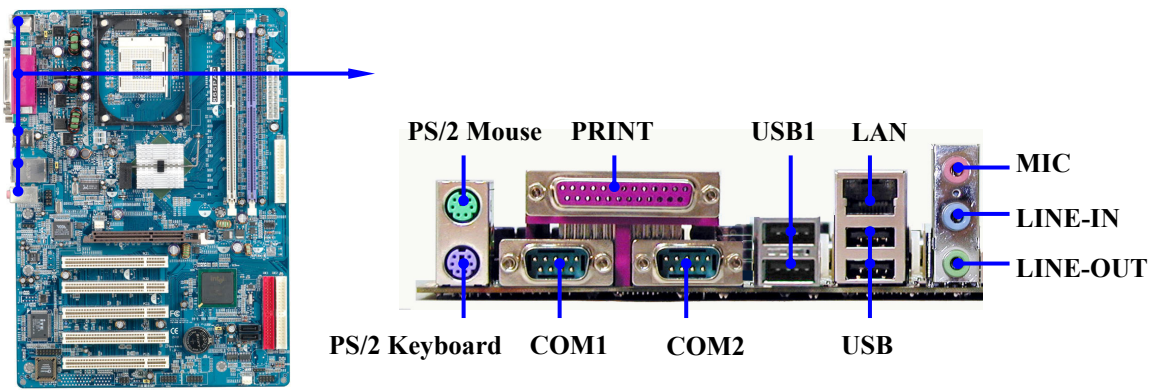 PS/2 Mouse
PRINT
USB1
LAN
MIC
LINE-IN
LINE-OUT
PS/2 Keyboard
COM1
COM2
USB